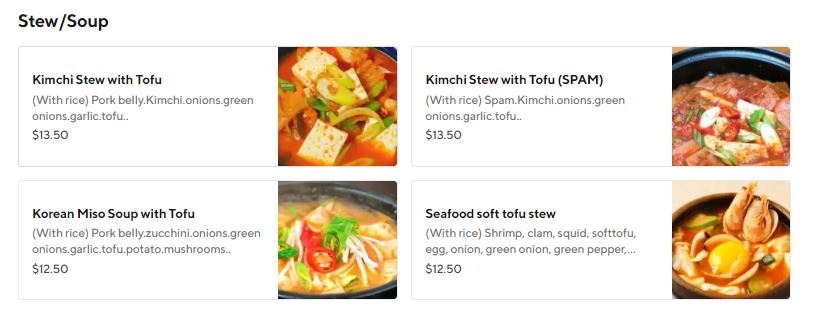 Stew/Soup
Kimchi Stew with Tofu
(With rice) Pork belly.Kimchi.onions.green
onions.garlic.tofu..
$13.50
Kimchi Stew with Tofu (SPAM)
(With rice) Spam.Kimchi.onions.green
onions.garlic.tofu..
$13.50
Korean Miso Soup with Tofu
(With rice) Pork belly.zucchini.onions.green
onions.garlic.tofu.potato.mushrooms..
$12.50
Seafood soft tofu stew
(With rice) Shrimp, clam, squid, softtofu,
egg, onion, green onion, green pepper,...
$12.50